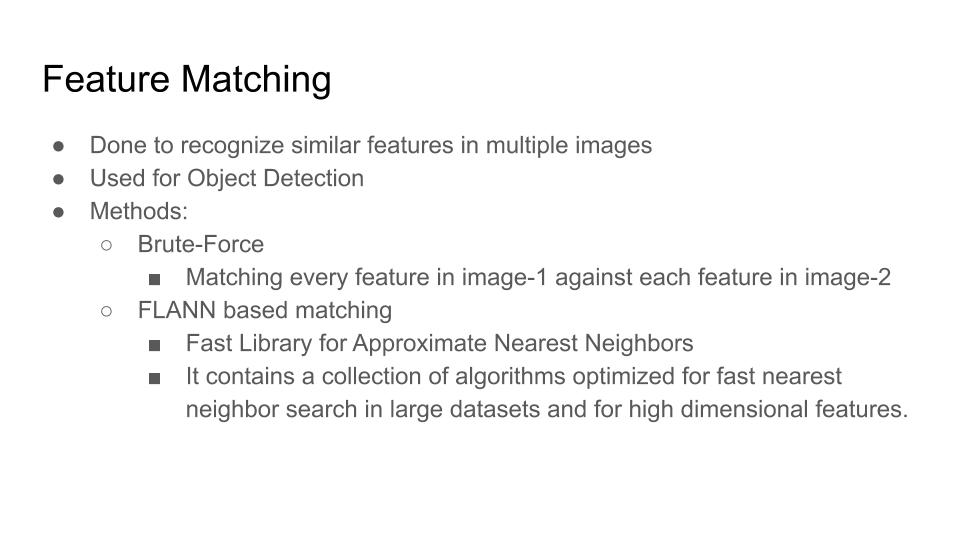 Feature Matching
● Done to recognize similar features in multiple images
● Used for Object Detection
● Methods:
○ Brute-Force
■ Matching every feature in image-1 against each feature in image-2
○ FLANN based matching
■ Fast Library for Approximate Nearest Neighbors
■ It contains a collection of algorithms optimized for fast nearest
neighbor search in large datasets and for high dimensional features.